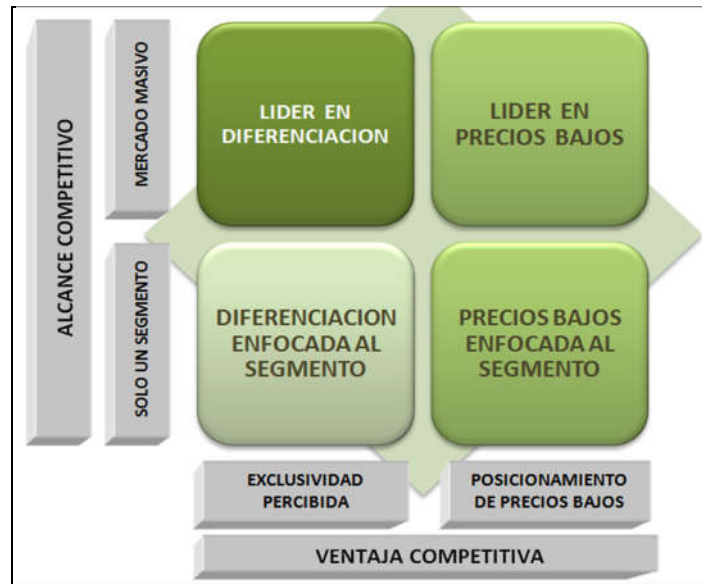 ALCANCE COMPETITIVO
MERCADO MASIVO
LIDER EN
DIFERENCIACION
LIDER EN
PRECIOS BAJOS
SOLO UN SEGMENTO
DIFERENCIACION
ENFOCADA AL
SEGMENTO
PRECIOS BAJOS
ENFOCADA AL
SEGMENTO
EXCLUSIVIDAD
PERCIBIDA
POSICIONAMIENTO
DE PRECIOS BAJOS
VENTAJA COMPETITIVA